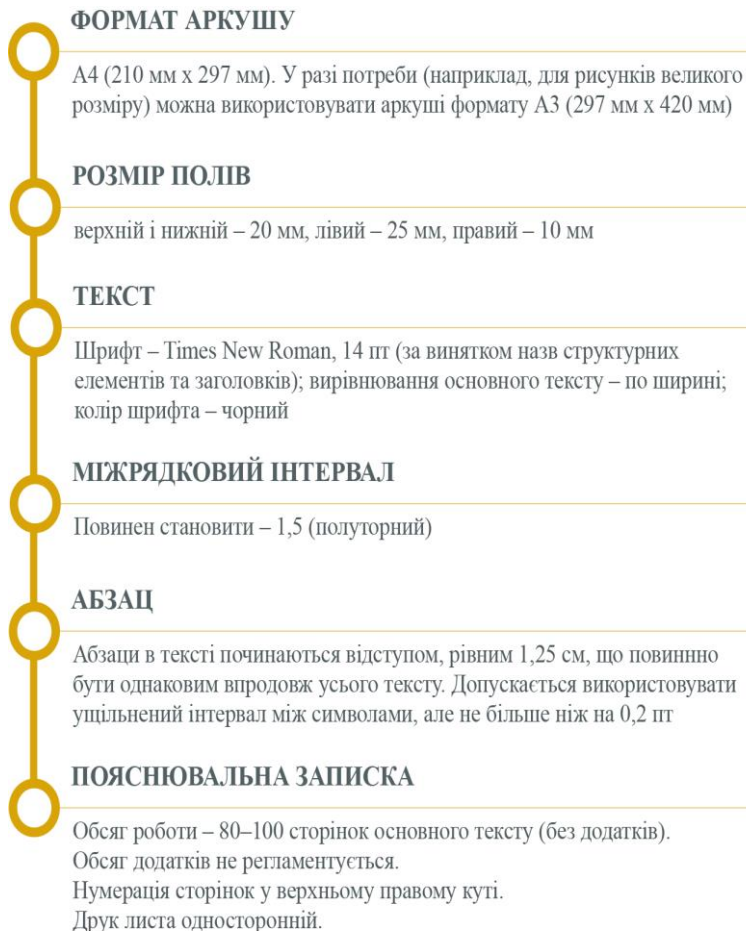 ФОРМАТ АРКУШУ
А4 (210 мм х 297 мм). У разі потреби (наприклад, для рисунків великого
розміру) можна використовувати аркуші формату А3 (297 мм х 420 мм)
РОЗМІР ПОЛІВ
верхній і нижній – 20 мм, лівий – 25 мм, правий – 10 мм
ТЕКСТ
Шрифт – Times New Roman, 14 пт (за винятком назв структурних
елементів та заголовків); вирівнювання основного тексту – по ширині;
колір шрифта – чорний
МІЖРЯДКОВИЙ ІНТЕРВАЛ
Повинен становити – 1,5 (полуторний)
АБЗАЦ
Абзаци в тексті починаються відступом, рівним 1,25 см, що повиннно
бути однаковим впродовж усього тексту. Допускається використовувати
ущільнений інтервал між символами, але не більше ніж на 0,2 пт
ПОЯСНЮВАЛЬНА ЗАПИСКА
Обсяг роботи – 80–100 сторінок основного тексту (без додатків).
Обсяг додатків не регламентується.
Нумерація сторінок у верхньому правому куті.
Друк листа односторонній.